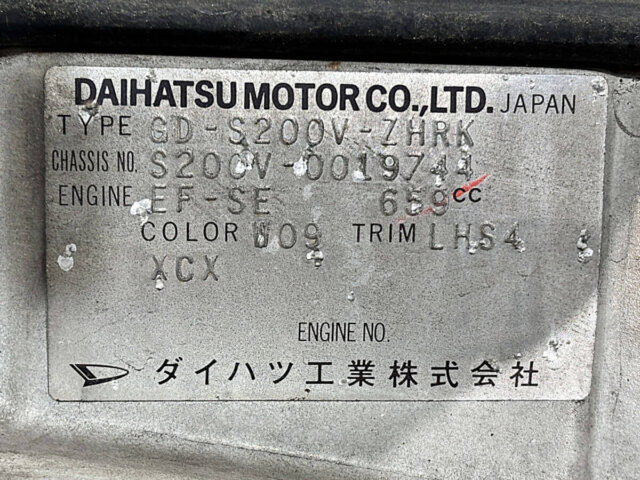 DAIHATSU MOTOR CO.,LTD. JAPAN
TYPE GD-S200V-ZHRK
CHASSIS NO. S200V-0019744
ENGINE EF-SE 659cc
COLOR W09 TRIM LHS4
XCX
ENGINE NO.
ダイハツ工業株式会社